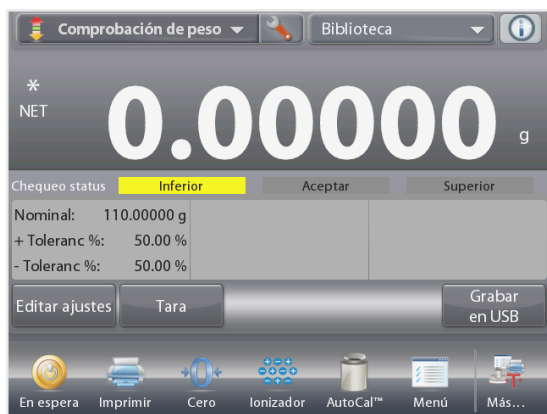 Comprobación de peso
Biblioteca
*
NET
0.00000 g
Chequeo status Inferior Aceptar Superior
Nominal: 110.00000 g
+ Toleranc %: 50.00 %
- Toleranc %: 50.00 %
Editar ajustes Tara Grabar
en USB
En espera Imprimir Cero Ionizador AutoCal™ Menú Más...